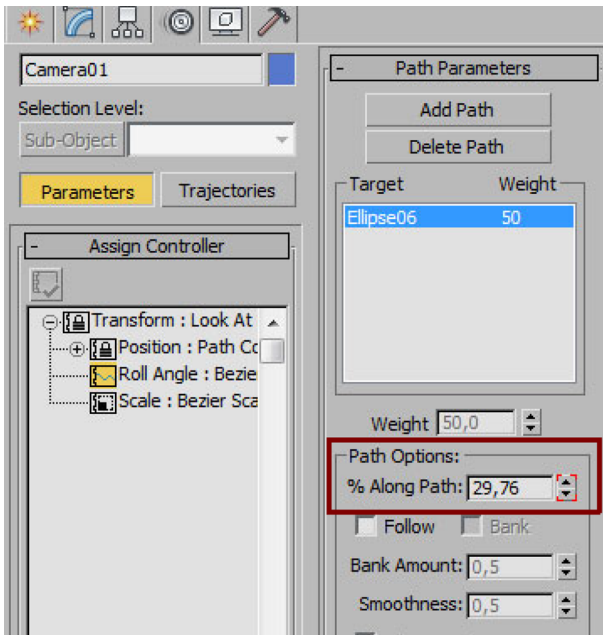 Camera01
Selection Level:
Sub-Object
Parameters
Trajectories
- Assign Controller
Transform : Look At
Position : Path Co
Roll Angle : Bezie
Scale : Bezier Sca
- Path Parameters
Add Path
Delete Path
Target Weight
Ellipse06 50
Weight 50,0
Path Options:
% Along Path: 29,76
Follow Bank
Bank Amount: 0,5
Smoothness: 0,5